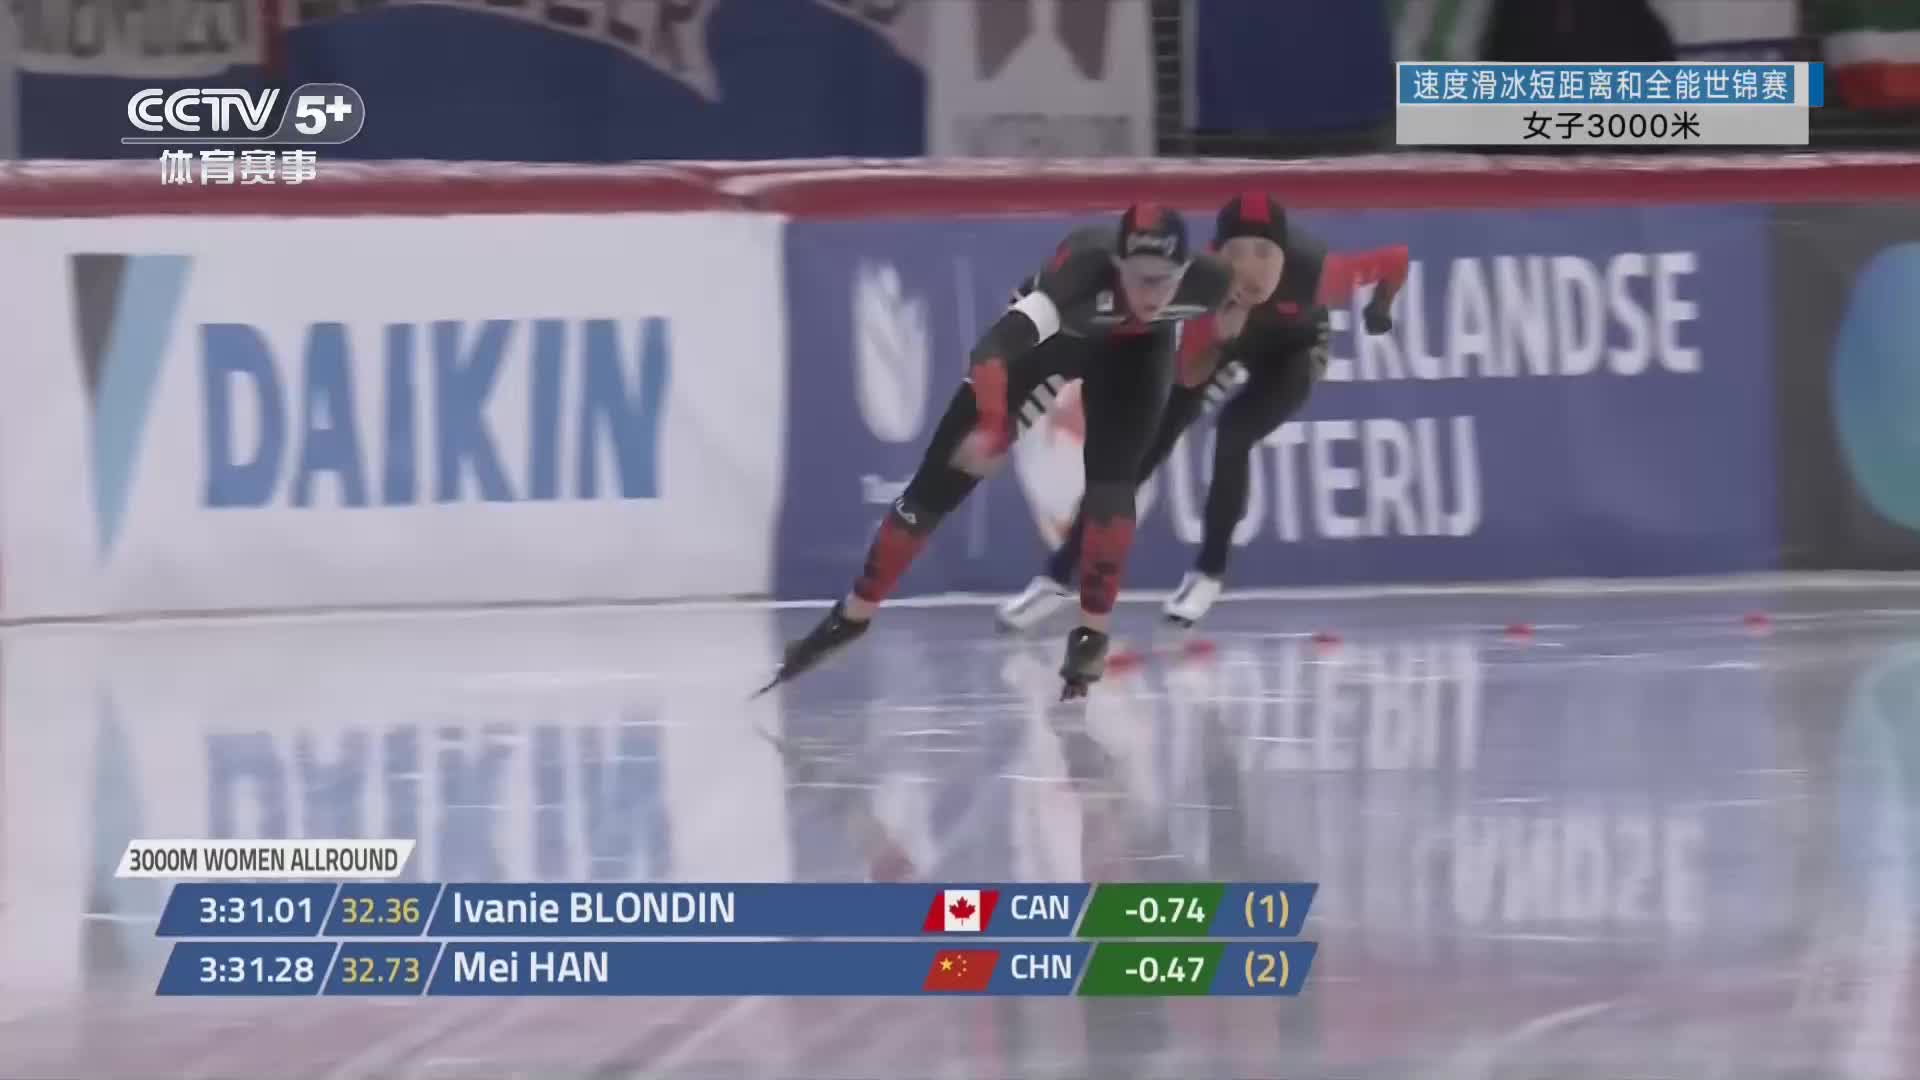 CCTV 5+
体育赛事
速度滑冰短距离和全能世锦赛
女子3000米
DAIKIN
LOTERIJ
3000M WOMEN ALLROUND
3:31.01 32.36 Ivanie BLONDIN CAN -0.74 (1)
3:31.28 32.73 Mei HAN CHN -0.47 (2)